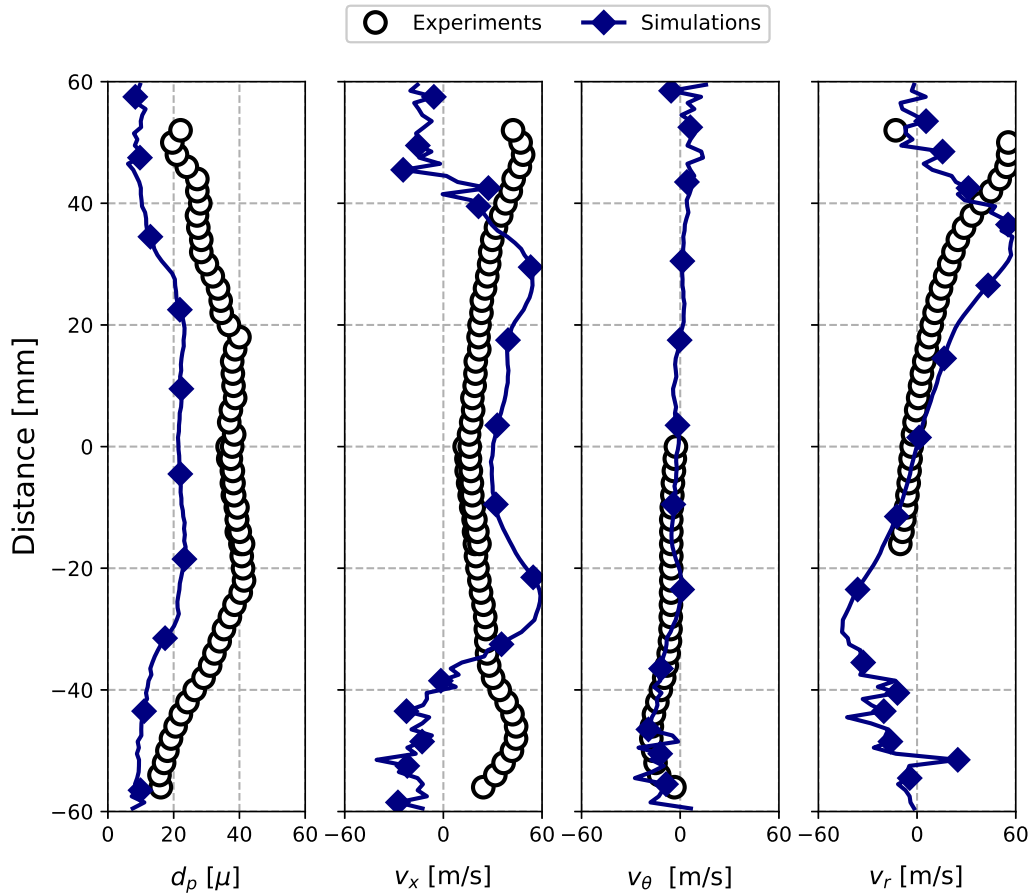 Experiments Simulations
60
40
20
0
−20
−40
−60
Distance [mm]
0 20 40 60
−60 0 60
−60 0 60
−60 0 60
d_p [μ]
v_x [m/s]
v_θ [m/s]
v_r [m/s]